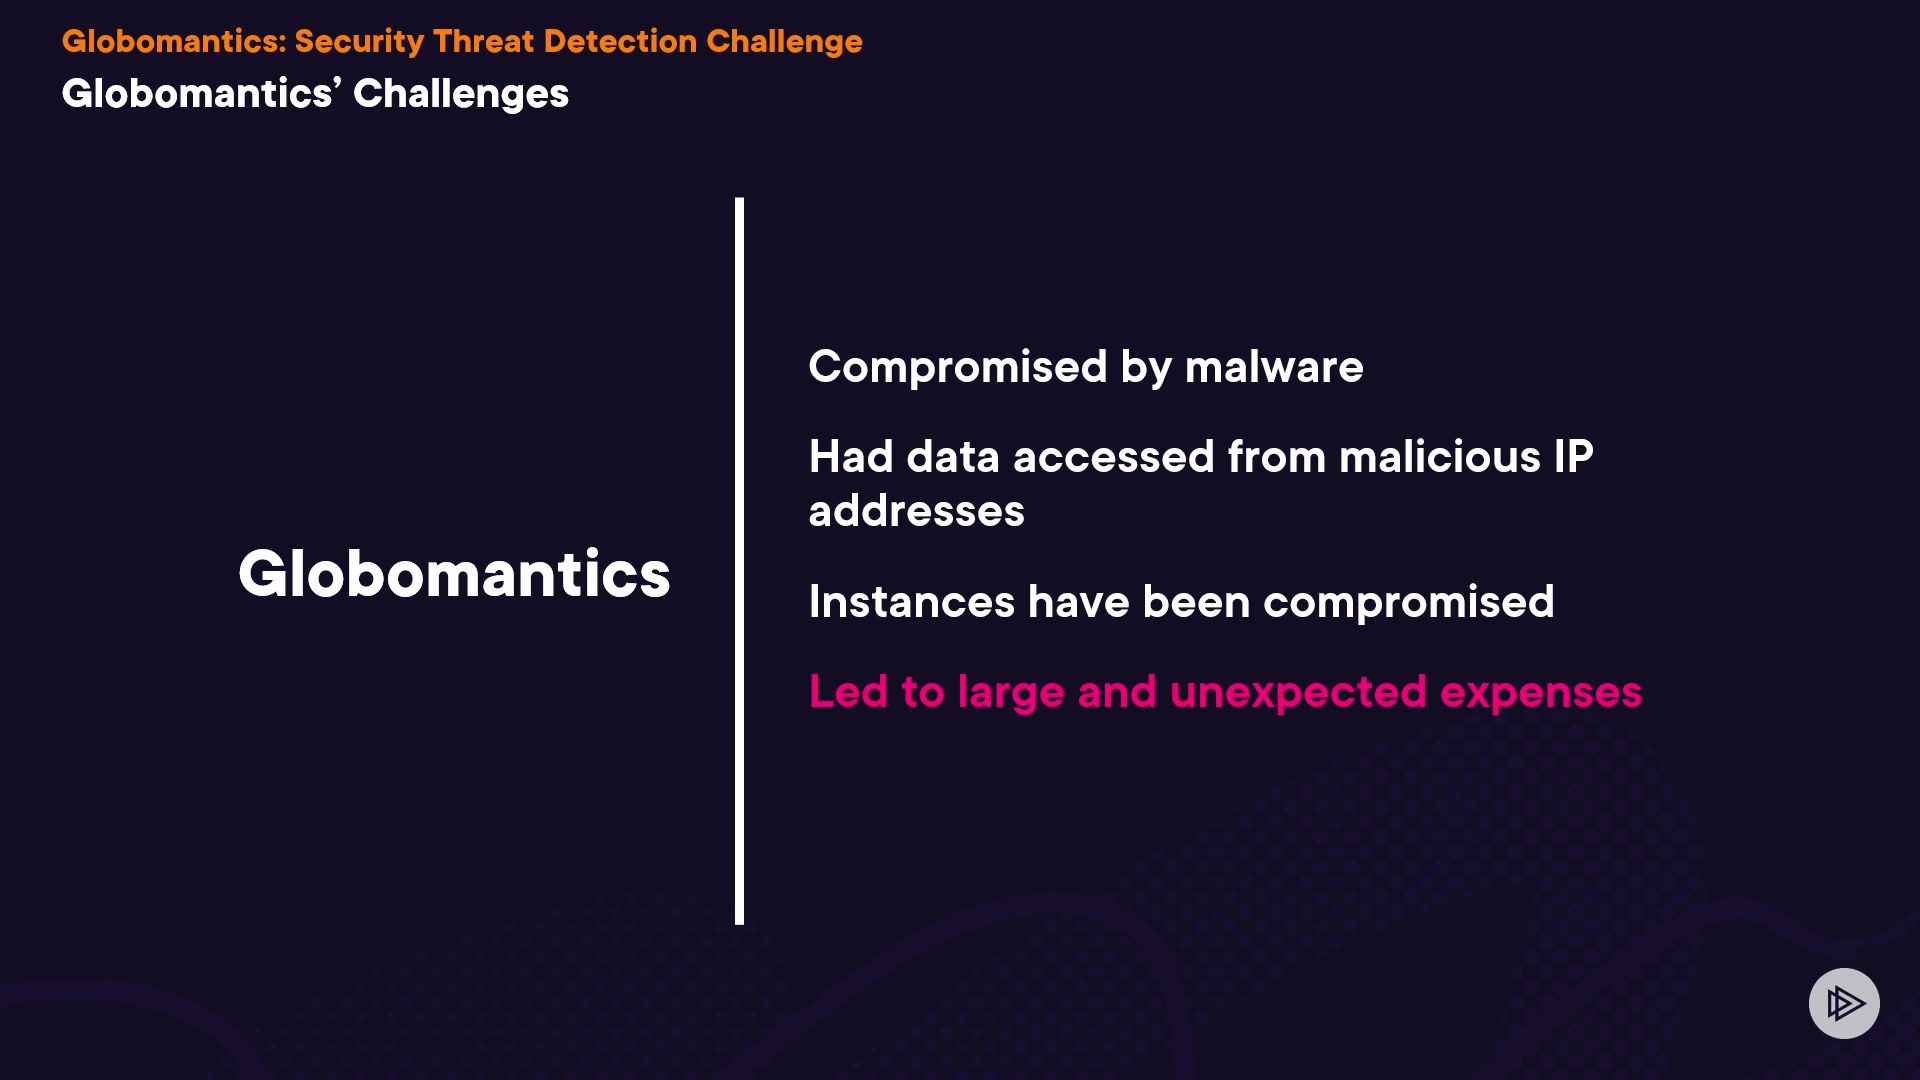 Globomantics: Security Threat Detection Challenge
Globomantics’ Challenges
Globomantics
Compromised by malware
Had data accessed from malicious IP
addresses
Instances have been compromised
Led to large and unexpected expenses